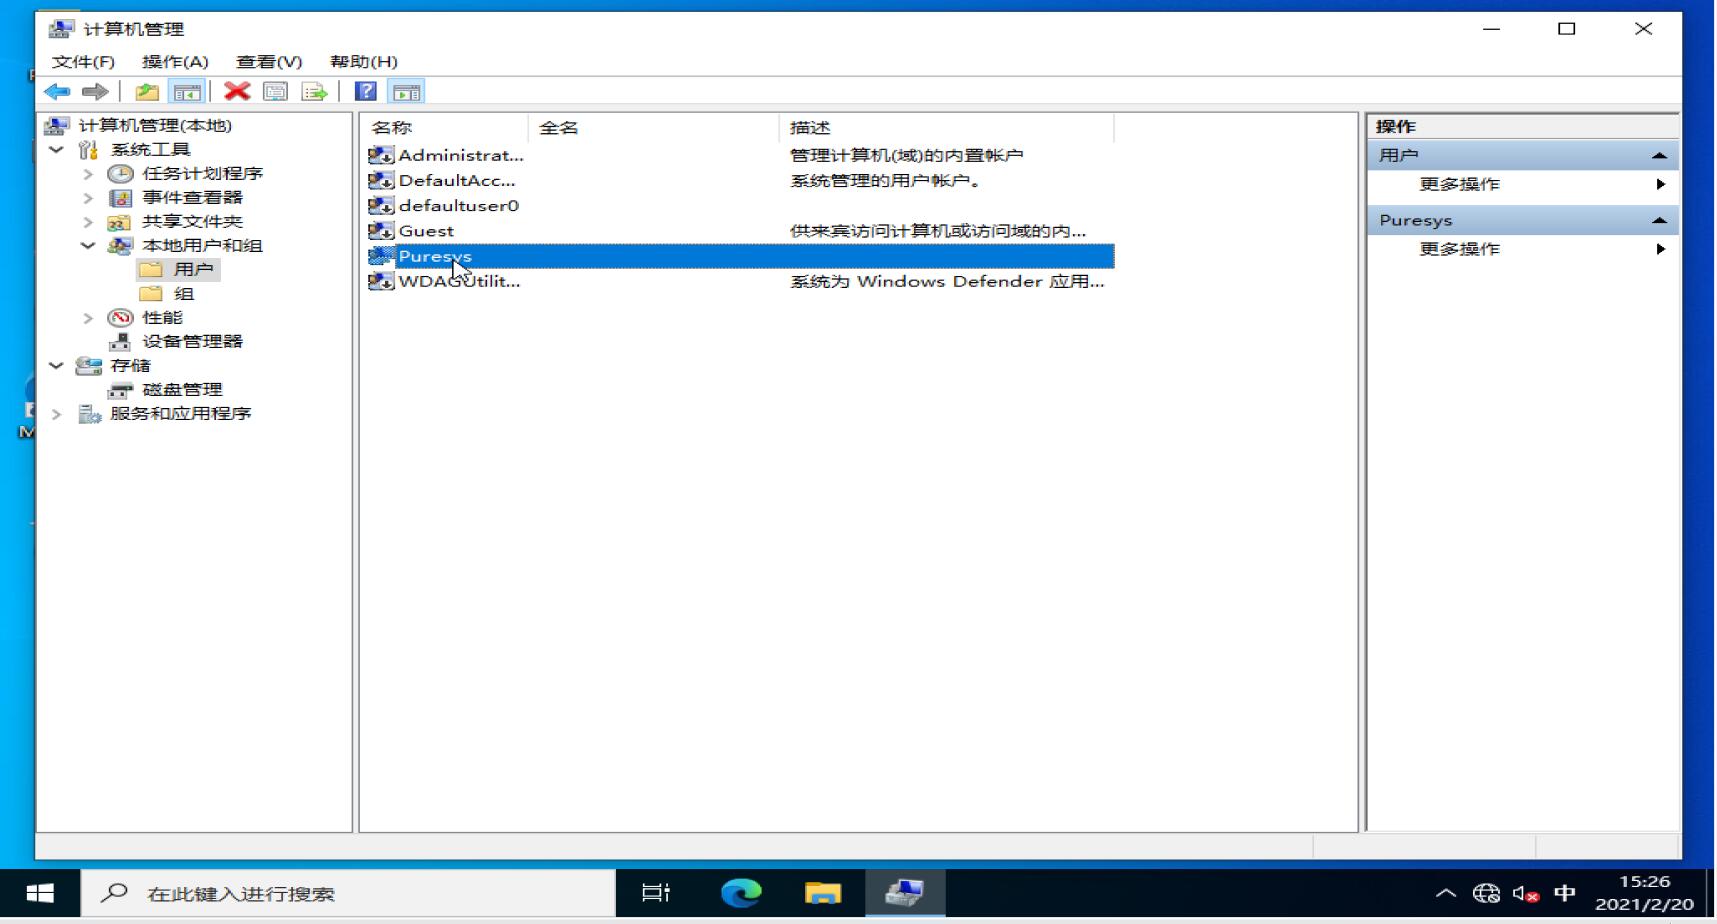 计算机管理
文件(F) 操作(A) 查看(V) 帮助(H)
计算机管理(本地)
系统工具
任务计划程序
事件查看器
共享文件夹
本地用户和组
用户
组
性能
设备管理器
存储
磁盘管理
服务和应用程序
名称 全名 描述
Administrat... 管理计算机(域)的内置帐户
DefaultAcc... 系统管理的用户帐户。
defaultuser0
Guest 供来宾访问计算机或访问域的内...
Puresys
WDAGUtilit... 系统为 Windows Defender 应用...
操作
用户
更多操作
Puresys
更多操作
在此键入进行搜索
中
15:26
2021/2/20